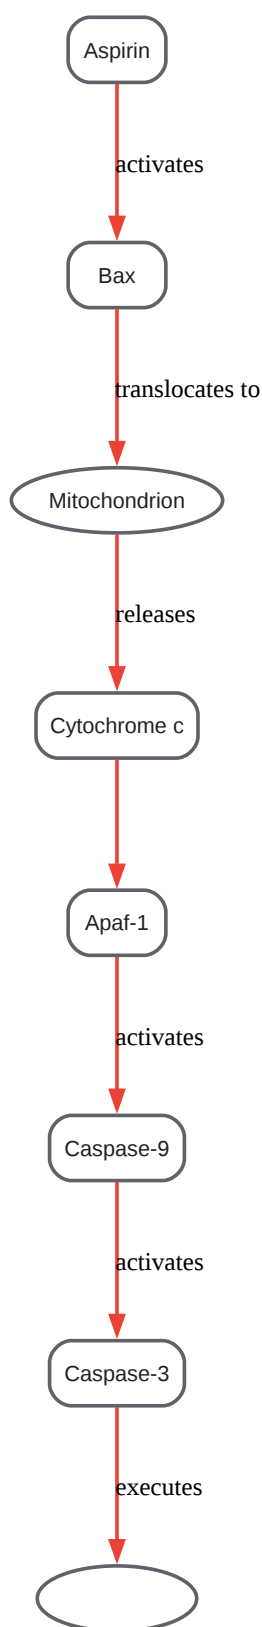 Aspirin
activates
Bax
translocates to
Mitochondrion
releases
Cytochrome c
Apaf-1
activates
Caspase-9
activates
Caspase-3
executes